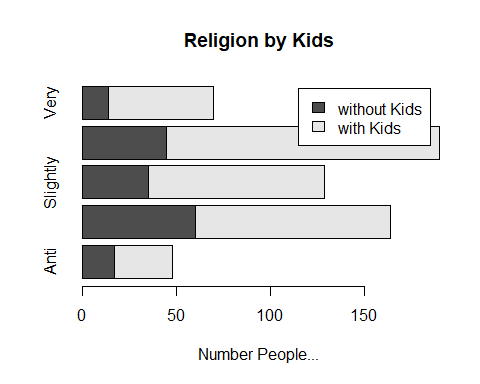 Religion by Kids
Very
Slightly
Anti
without Kids
with Kids
0 50 100 150
Number People...